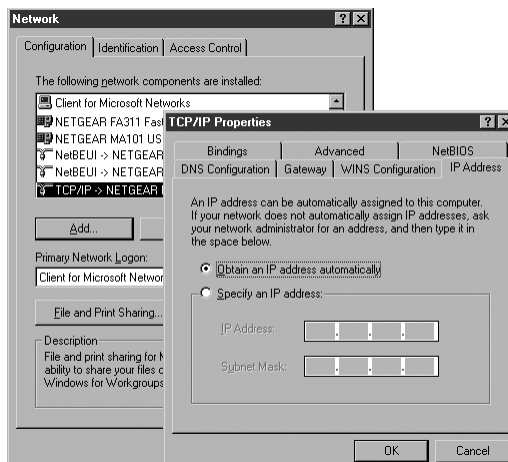 Network
Configuration
Identification
Access Control
The following network components are installed:
Client for Microsoft Networks
NETGEAR FA311 Fas
NETGEAR MA101 US
NetBEUI -> NETGEAR
NetBEUI -> NETGEAR
TCP/IP -> NETGEAR
Add...
Primary Network Logon:
Client for Microsoft Networ
File and Print Sharing...
Description
File and print sharing for
ability to share your files
Windows for Workgroups
TCP/IP Properties
Bindings
Advanced
NetBIOS
DNS Configuration
Gateway
WINS Configuration
IP Address
An IP address can be automatically assigned to this computer.
If your network does not automatically assign IP addresses, ask
your network administrator for an address, and then type it in
the space below.
Obtain an IP address automatically
Specify an IP address:
IP Address:
Subnet Mask:
OK
Cancel